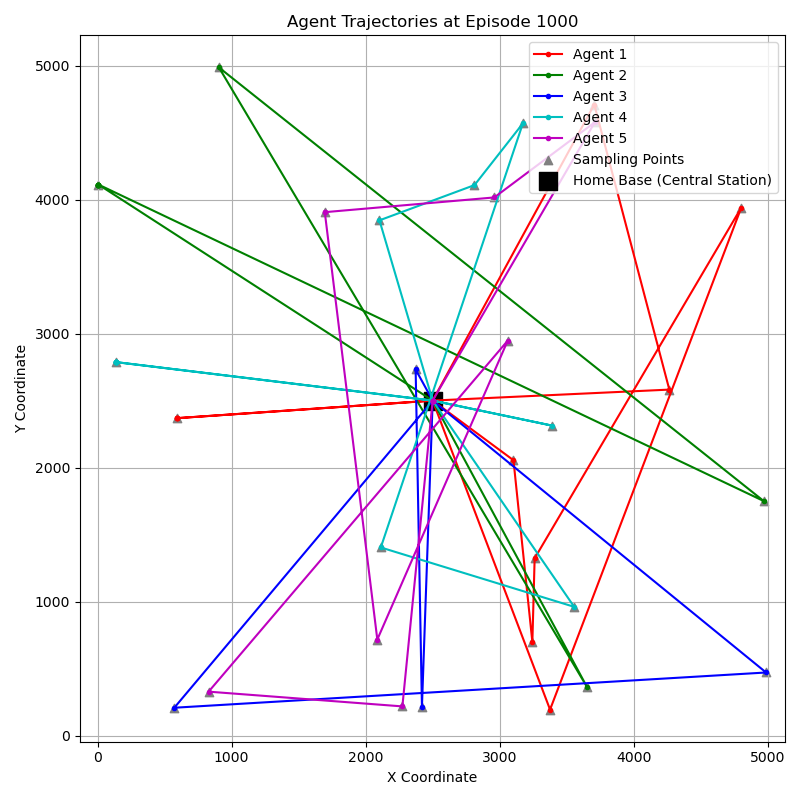 Agent Trajectories at Episode 1000
Agent 1
Agent 2
Agent 3
Agent 4
Agent 5
Sampling Points
Home Base (Central Station)
5000
4000
3000
2000
1000
0
Y Coordinate
0 1000 2000 3000 4000 5000
X Coordinate